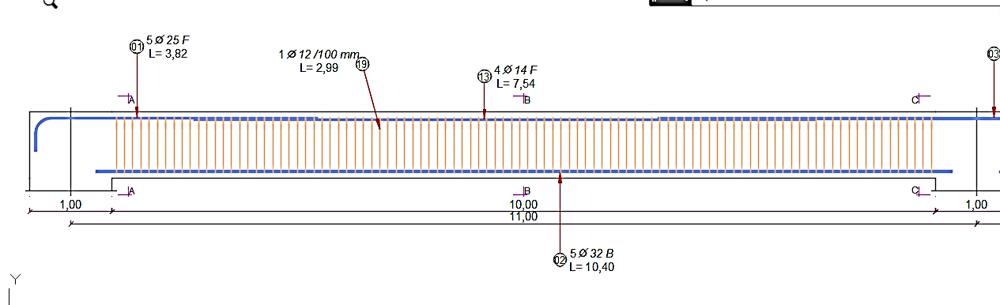 01
5 Ø 25 F
L= 3,82
1 Ø 12 /100 mm
L= 2,99
19
13
4 Ø 14 F
L= 7,54
03
A
B
C
A
B
C
1,00
10,00
1,00
11,00
02
5 Ø 32 B
L= 10,40
Y